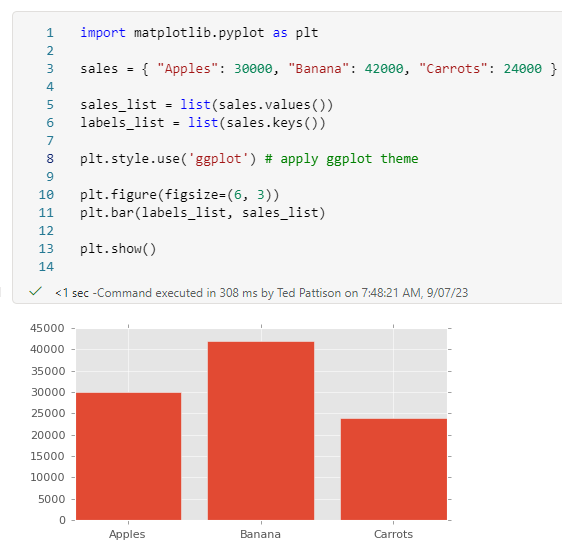 1 import matplotlib.pyplot as plt
2
3 sales = { "Apples": 30000, "Banana": 42000, "Carrots": 24000 }
4
5 sales_list = list(sales.values())
6 labels_list = list(sales.keys())
7
8 plt.style.use('ggplot') # apply ggplot theme
9
10 plt.figure(figsize=(6, 3))
11 plt.bar(labels_list, sales_list)
12
13 plt.show()
14
<1 sec -Command executed in 308 ms by Ted Pattison on 7:48:21 AM, 9/07/23
45000
40000
35000
30000
25000
20000
15000
10000
5000
0
Apples Banana Carrots